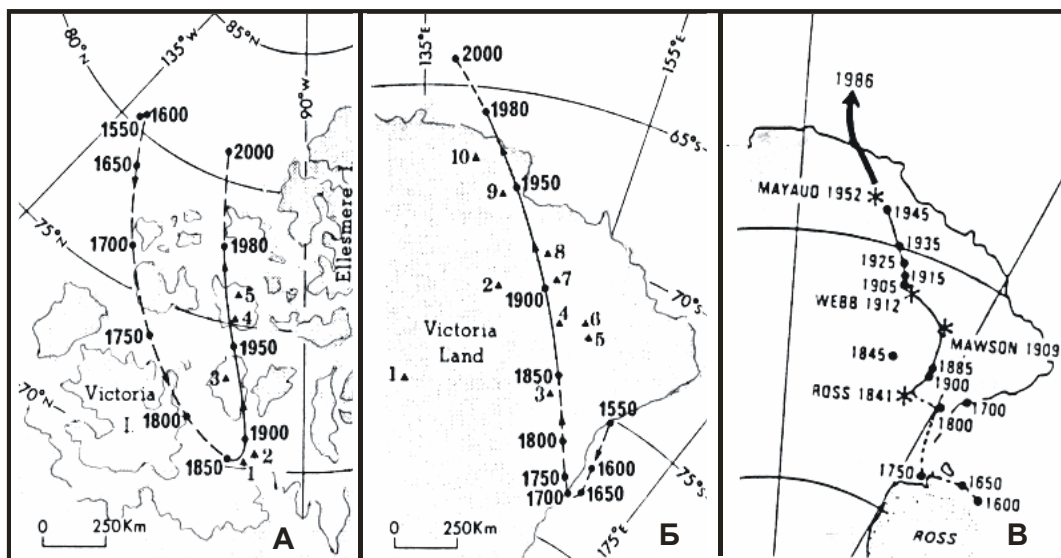 80°N
135°W
85°N
90°W
1550
1600
1650
2000
75°N
1700
1980
Ellesmere I.
5
4
1750
1950
Victoria
I.
3
70°N
1800
1900
1850
1
2
0 250Km
А
135°E
2000
155°E
1980
65°S
10
1950
9
8
2
7
1900
70°S
4
6
5
Victoria
Land
1
1850
3
1550
1800
1750
1600
1700
1650
75°S
175°E
0 250Km
Б
1986
MAYAUD 1952
1945
1935
1925
1915
1905
WEBB 1912
MAWSON 1909
1845
1885
1900
ROSS 1841
1700
1800
1750
1650
1600
ROSS
В